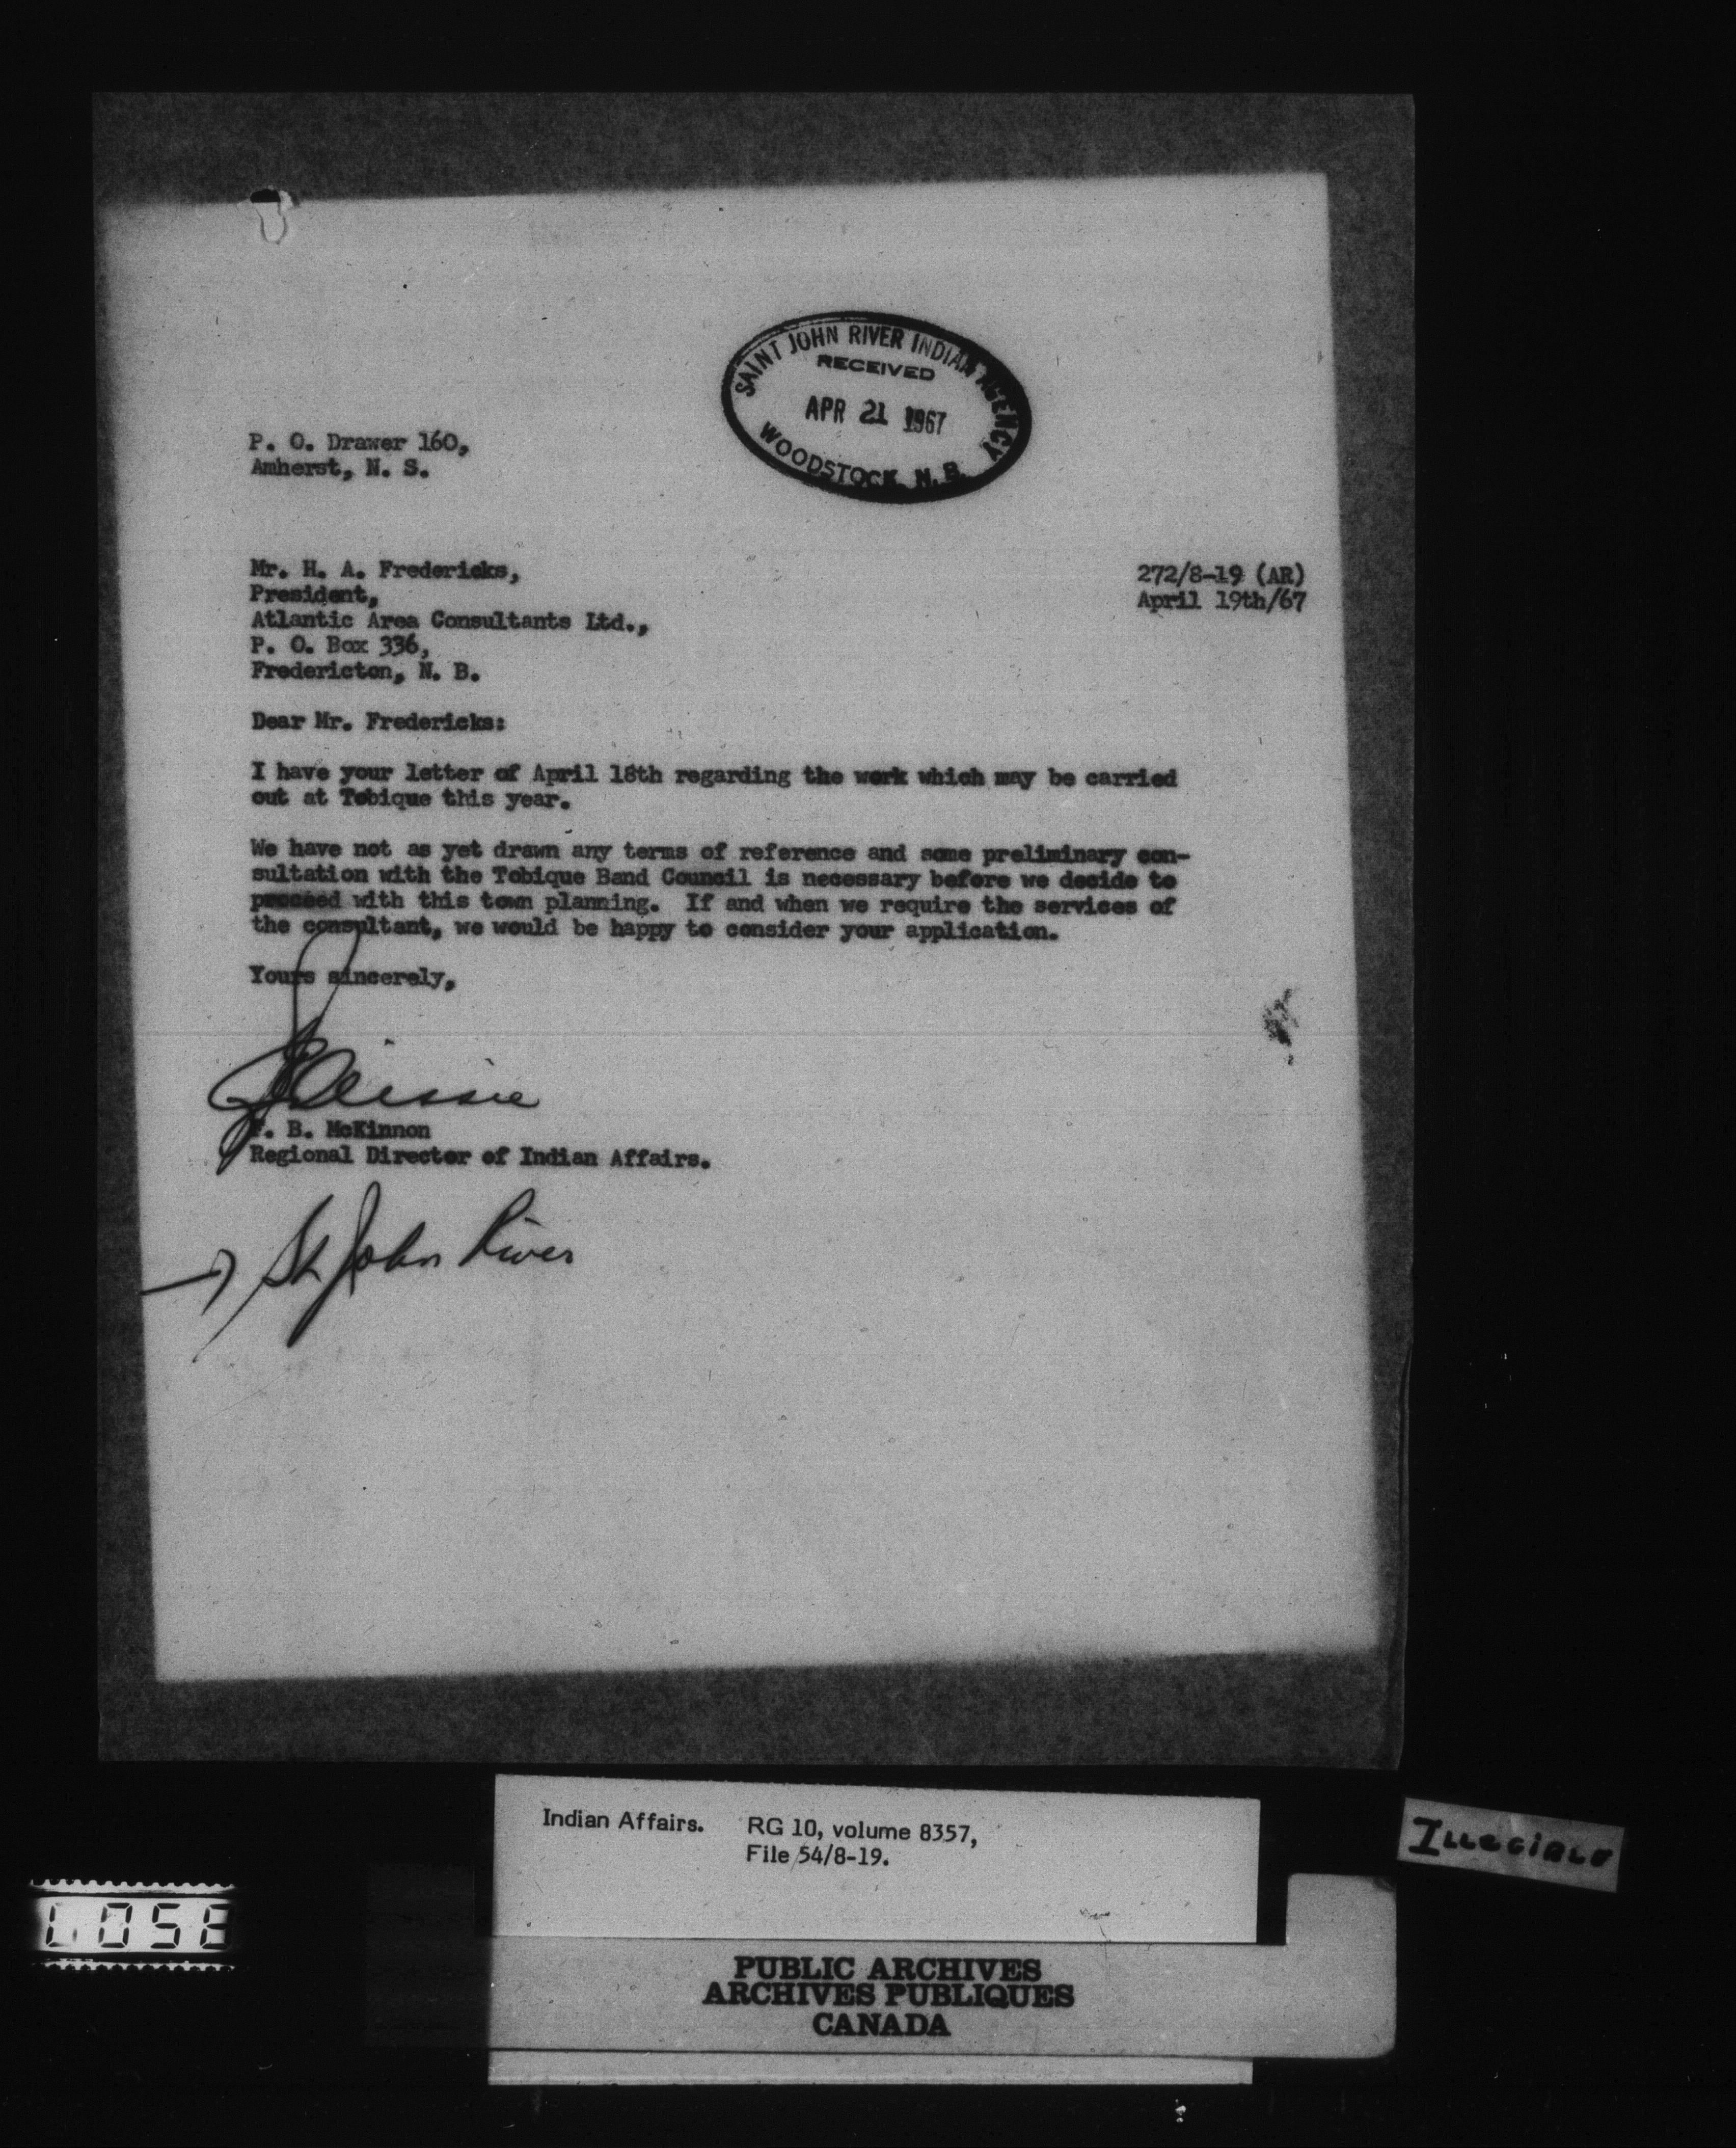 SAINT JOHN RIVER INDIAN AGENCY
RECEIVED
APR 21 1967
WOODSTOCK, N. B.
P. O. Drawer 160,
Amherst, N. S.
Mr. H. A. Fredericks,
President,
Atlantic Area Consultants Ltd.,
P. O. Box 336,
Fredericton, N. B.
272/8-19 (AR)
April 19th/67
Dear Mr. Fredericks:
I have your letter of April 18th regarding the work which may be carried
out at Tobique this year.
We have not as yet drawn any terms of reference and some preliminary con-
sultation with the Tobique Band Council is necessary before we decide to
proceed with this town planning. If and when we require the services of
the consultant, we would be happy to consider your application.
Yours sincerely,
B. McKinnon
Regional Director of Indian Affairs.
→ St John River
Indian Affairs. RG 10, volume 8357,
File 54/8-19.
Illegible
PUBLIC ARCHIVES
ARCHIVES PUBLIQUES
CANADA